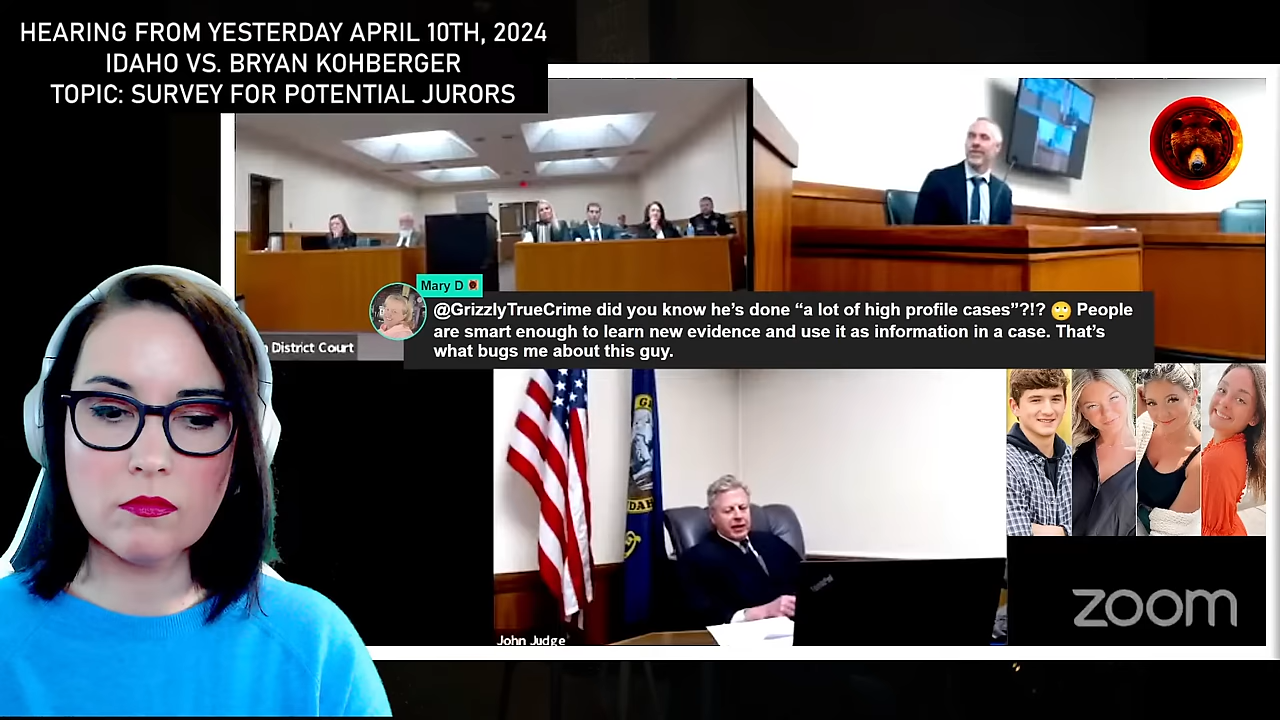 HEARING FROM YESTERDAY APRIL 10TH, 2024
IDAHO VS. BRYAN KOHBERGER
TOPIC: SURVEY FOR POTENTIAL JURORS
Mary D
@GrizzlyTrueCrime did you know he’s done “a lot of high profile cases”?!? 🙄 People
are smart enough to learn new evidence and use it as information in a case. That’s
what bugs me about this guy.
District Court
John Judge
zoom